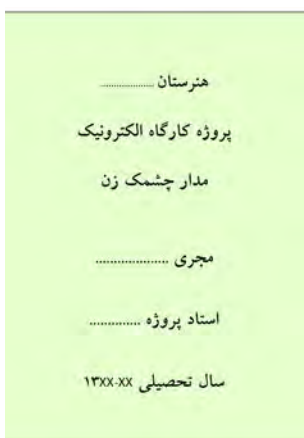 هنرستان ....................
پروژه کارگاه الکترونیک
مدار چشمک زن
مجری ....................
استاد پروژه ..............
سال تحصیلی ۱۳XX-XX